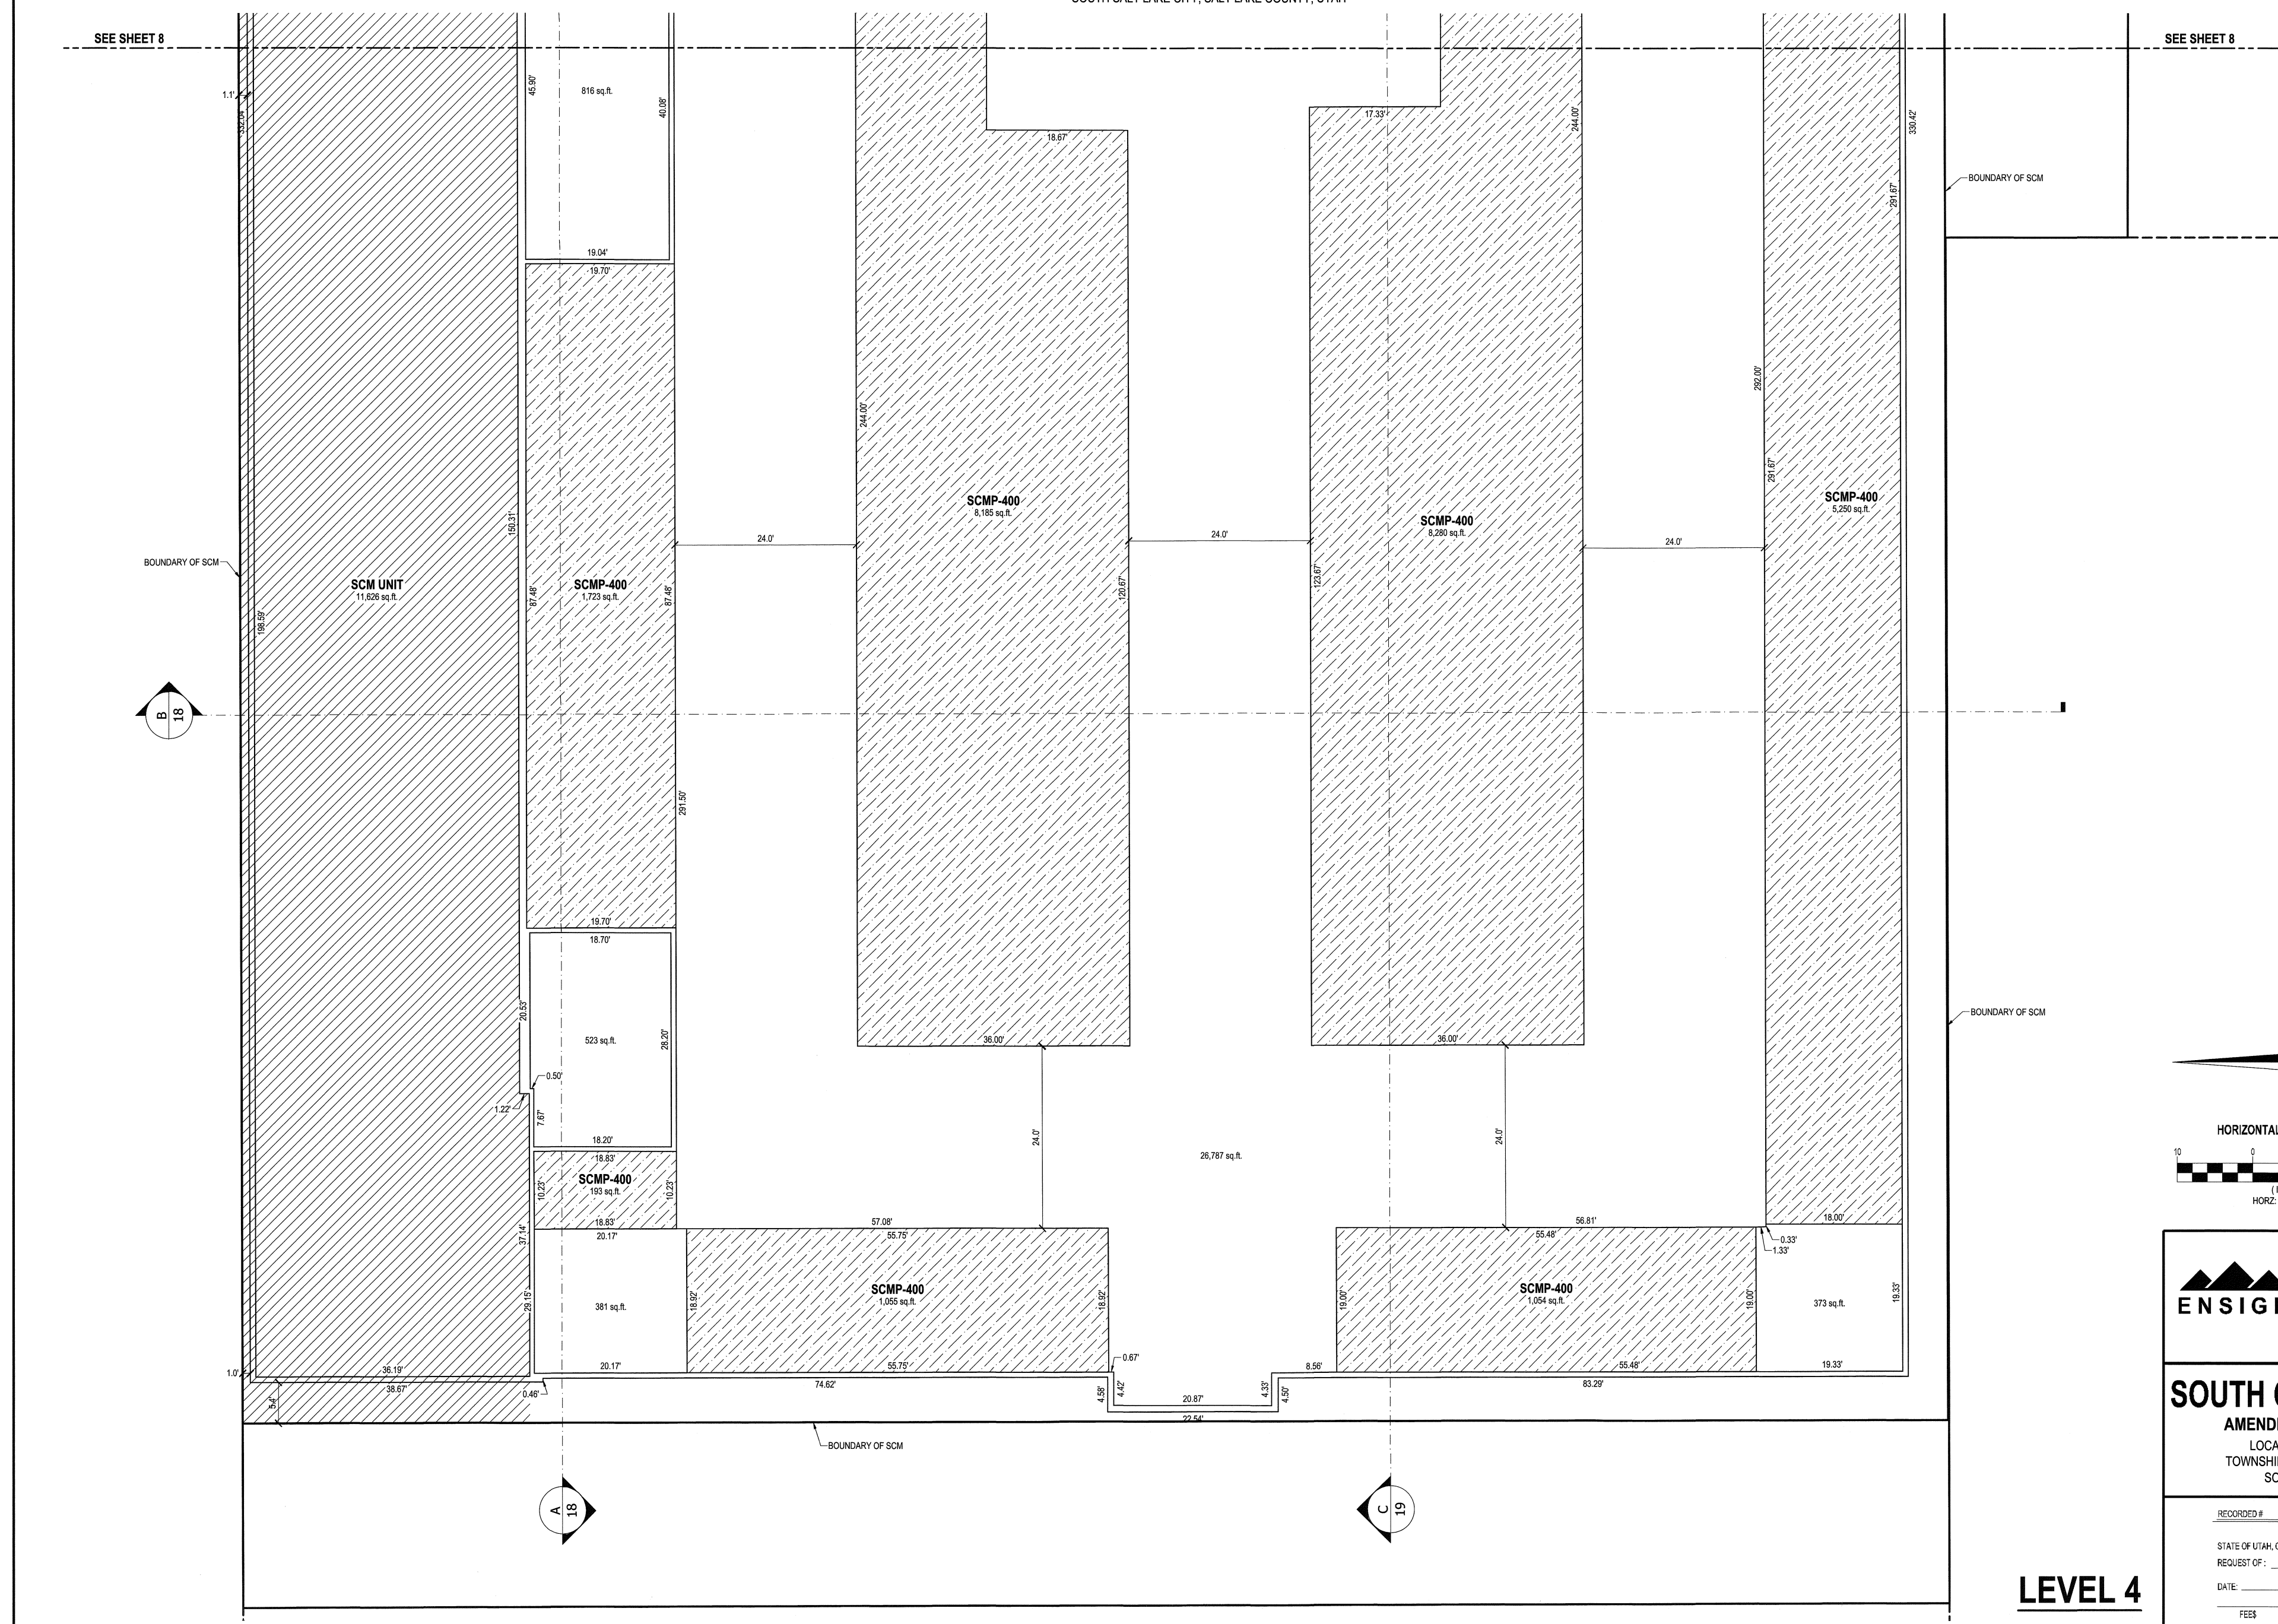 SEE SHEET 8
SEE SHEET 8
1.1'
332.04'
45.90'
816 sq.ft.
40.08'
18.67'
17.33'
244.00'
330.42'
291.67'
BOUNDARY OF SCM
19.04'
19.70'
244.00'
292.00'
291.67'
150.31'
SCMP-400
8,185 sq.ft.
SCMP-400
8,280 sq.ft.
SCMP-400
5,250 sq.ft.
24.0'
24.0'
24.0'
BOUNDARY OF SCM
SCM UNIT
11,626 sq.ft.
SCMP-400
1,723 sq.ft.
87.48'
87.48'
120.67'
123.67'
198.59'
B
18
291.50'
19.70'
18.70'
20.53'
523 sq.ft.
28.20'
36.00'
36.00'
BOUNDARY OF SCM
0.50'
1.22'
7.67'
18.20'
24.0'
24.0'
26,787 sq.ft.
HORIZONTAL
10
0
HORZ:
18.83'
SCMP-400
193 sq.ft.
10.23'
10.23'
18.83'
57.08'
56.81'
18.00'
37.14'
20.17'
55.75'
55.48'
0.33'
1.33'
29.15'
381 sq.ft.
18.92'
SCMP-400
1,055 sq.ft.
18.92'
19.00'
SCMP-400
1,054 sq.ft.
19.00'
373 sq.ft.
19.33'
ENSIG
1.0'
36.19'
38.67'
5.4'
0.46'
20.17'
55.75'
74.62'
0.67'
4.58'
4.42'
20.87'
22.54'
4.33'
4.50'
8.56'
55.48'
83.29'
19.33'
BOUNDARY OF SCM
SOUTH
AMEND
LOCA
TOWNSHI
SO
A
18
C
19
RECORDED #
STATE OF UTAH,
REQUEST OF :
DATE:
FEE$
LEVEL 4